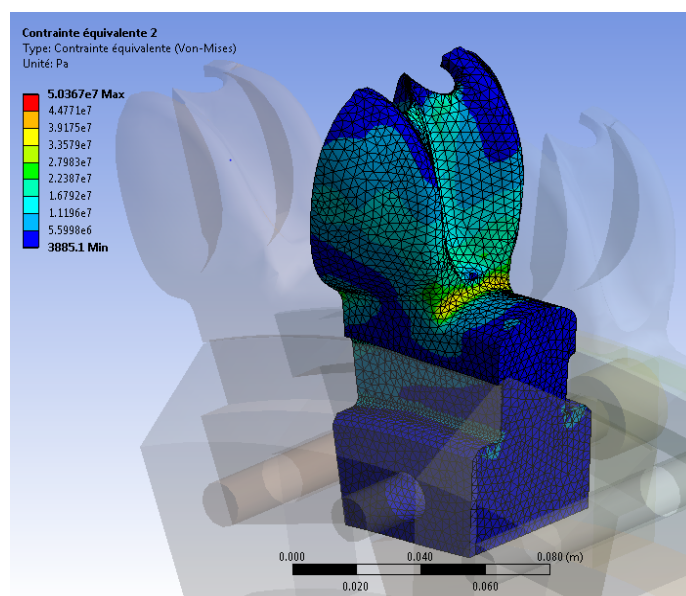 Contrainte équivalente 2
Type: Contrainte équivalente (Von-Mises)
Unité: Pa
5.0367e7 Max
4.4771e7
3.9175e7
3.3579e7
2.7983e7
2.2387e7
1.6792e7
1.1196e7
5.5998e6
3885.1 Min
0.000 0.040 0.080 (m)
0.020 0.060